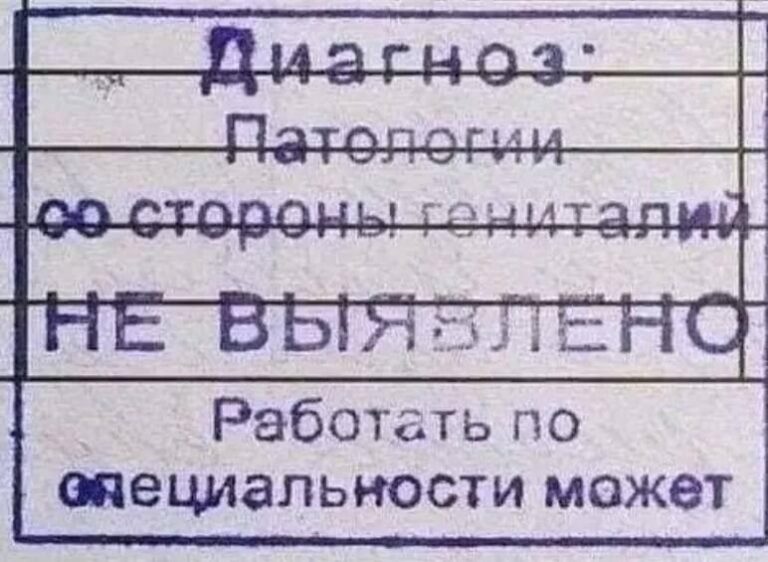 Диагноз:
Патологии
со стороны гениталий
НЕ ВЫЯВЛЕНО
Работать по
специальности может